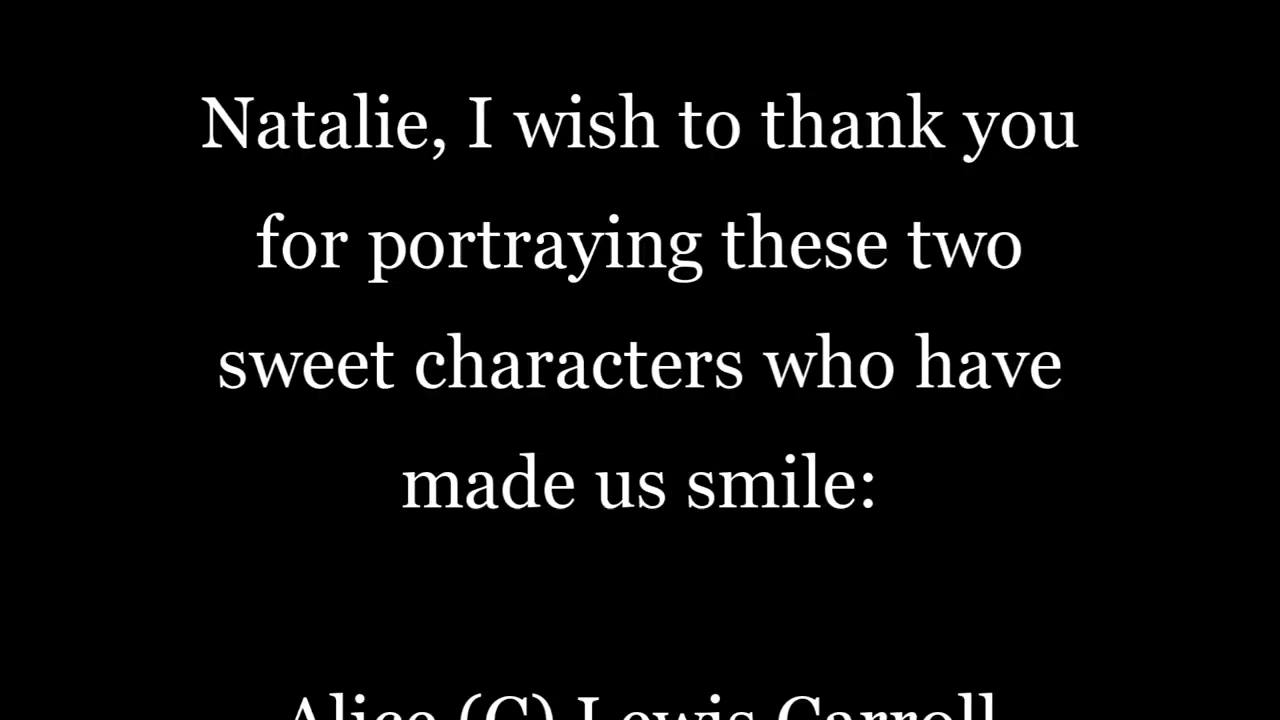 Natalie, I wish to thank you
for portraying these two
sweet characters who have
made us smile:
Alice (C) Lewis Carroll